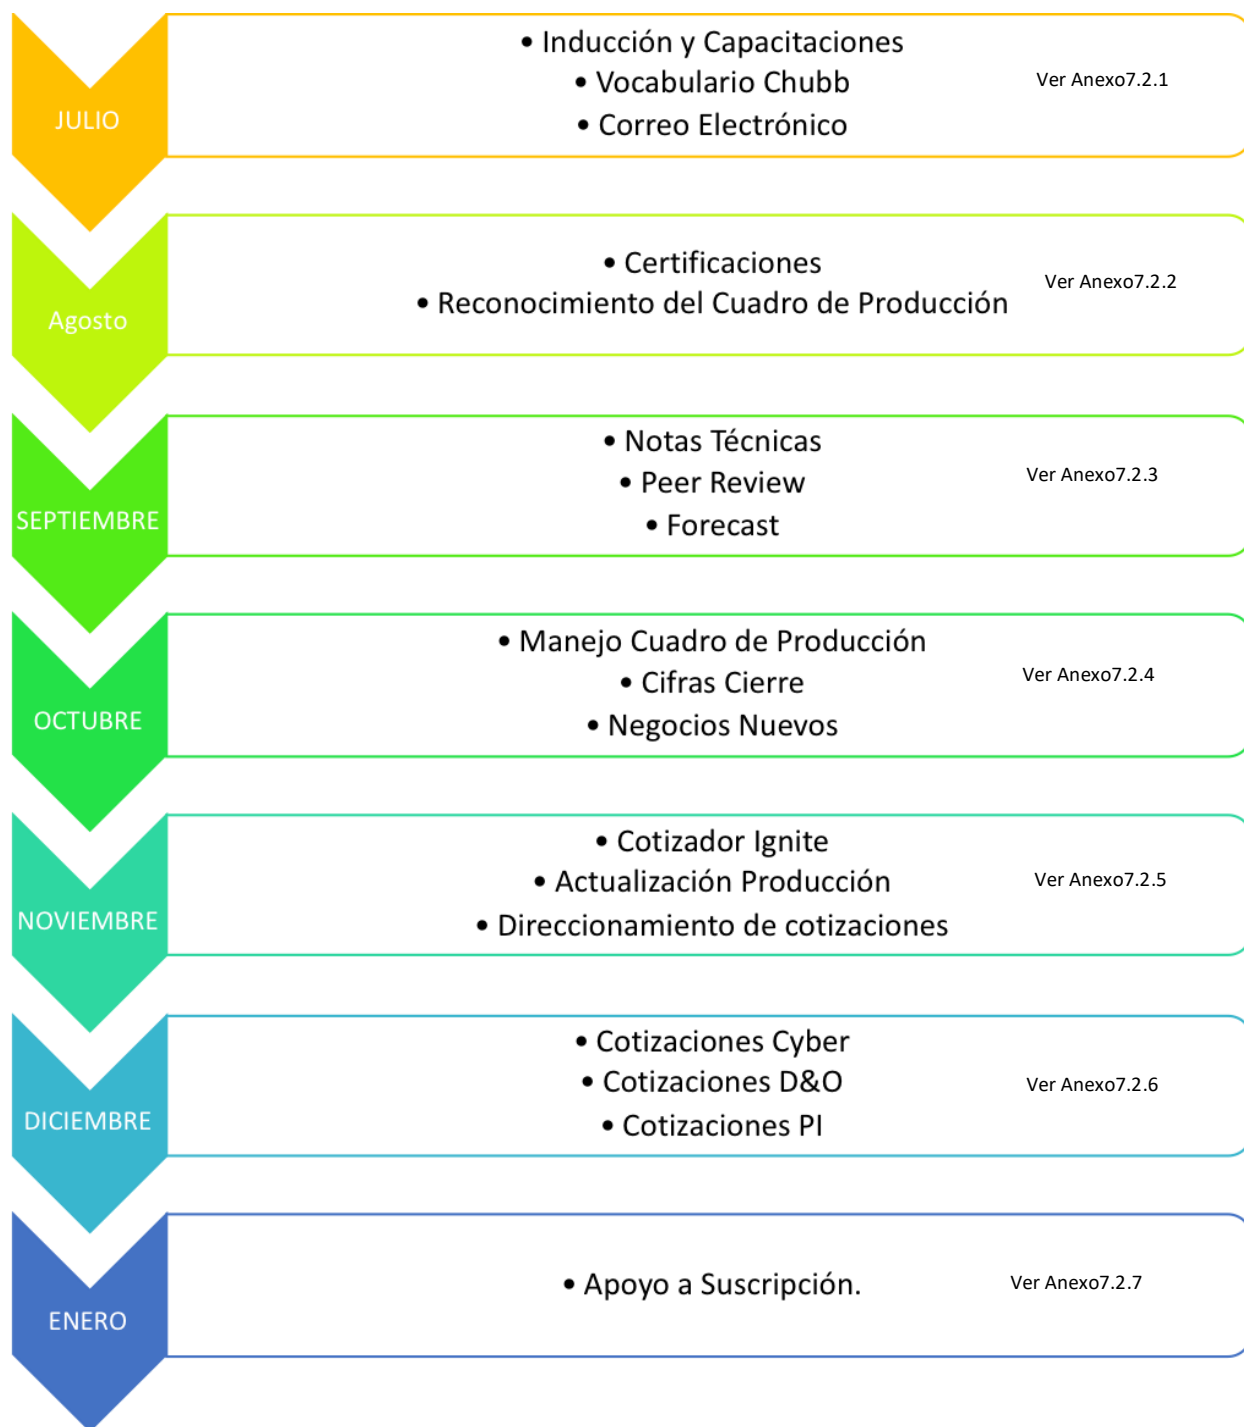 JULIO
• Inducción y Capacitaciones
• Vocabulario Chubb
• Correo Electrónico
Ver Anexo7.2.1
Agosto
• Certificaciones
• Reconocimiento del Cuadro de Producción
Ver Anexo7.2.2
SEPTIEMBRE
• Notas Técnicas
• Peer Review
• Forecast
Ver Anexo7.2.3
OCTUBRE
• Manejo Cuadro de Producción
• Cifras Cierre
• Negocios Nuevos
Ver Anexo7.2.4
NOVIEMBRE
• Cotizador Ignite
• Actualización Producción
• Direccionamiento de cotizaciones
Ver Anexo7.2.5
DICIEMBRE
• Cotizaciones Cyber
• Cotizaciones D&O
• Cotizaciones PI
Ver Anexo7.2.6
ENERO
• Apoyo a Suscripción.
Ver Anexo7.2.7